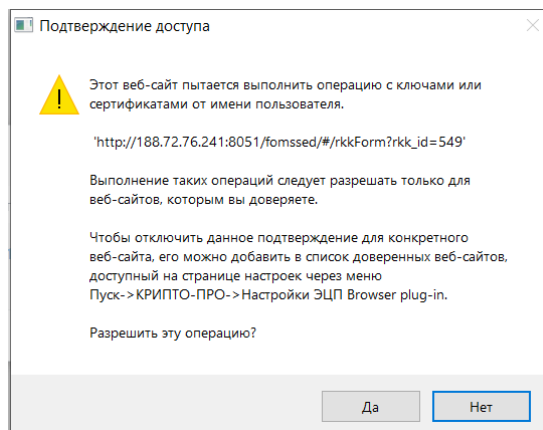 Подтверждение доступа
Этот веб-сайт пытается выполнить операцию с ключами или
сертификатами от имени пользователя.
'http://188.72.76.241:8051/fomssed/#/rkkForm?rkk_id=549'
Выполнение таких операций следует разрешать только для
веб-сайтов, которым вы доверяете.
Чтобы отключить данное подтверждение для конкретного
веб-сайта, его можно добавить в список доверенных веб-сайтов,
доступный на странице настроек через меню
Пуск->КРИПТО-ПРО->Настройки ЭЦП Browser plug-in.
Разрешить эту операцию?
Да
Нет